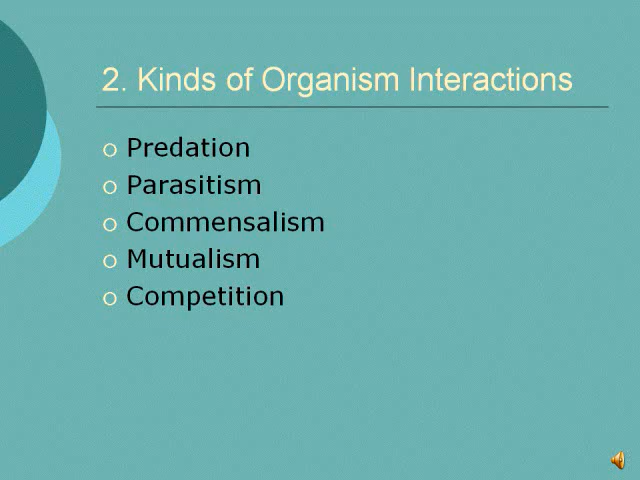 2. Kinds of Organism Interactions
Predation
Parasitism
Commensalism
Mutualism
Competition